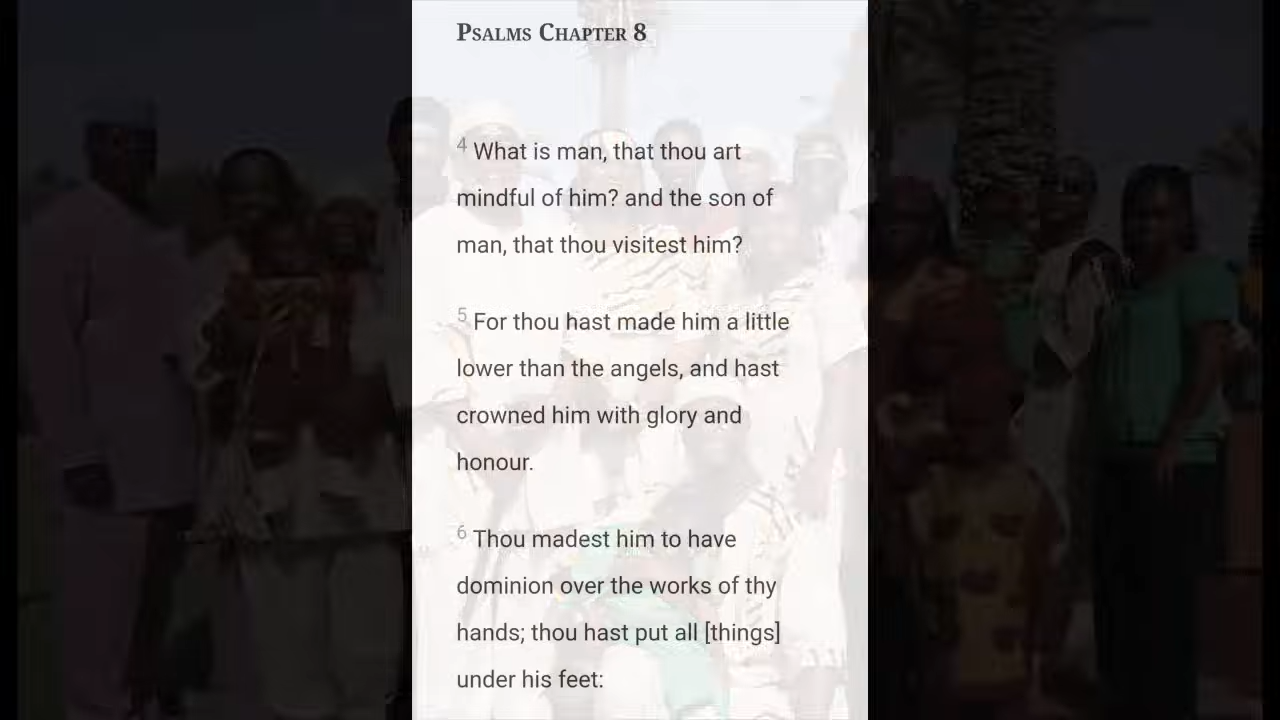 Psalms Chapter 8
4 What is man, that thou art
mindful of him? and the son of
man, that thou visitest him?
5 For thou hast made him a little
lower than the angels, and hast
crowned him with glory and
honour.
6 Thou madest him to have
dominion over the works of thy
hands; thou hast put all [things]
under his feet: